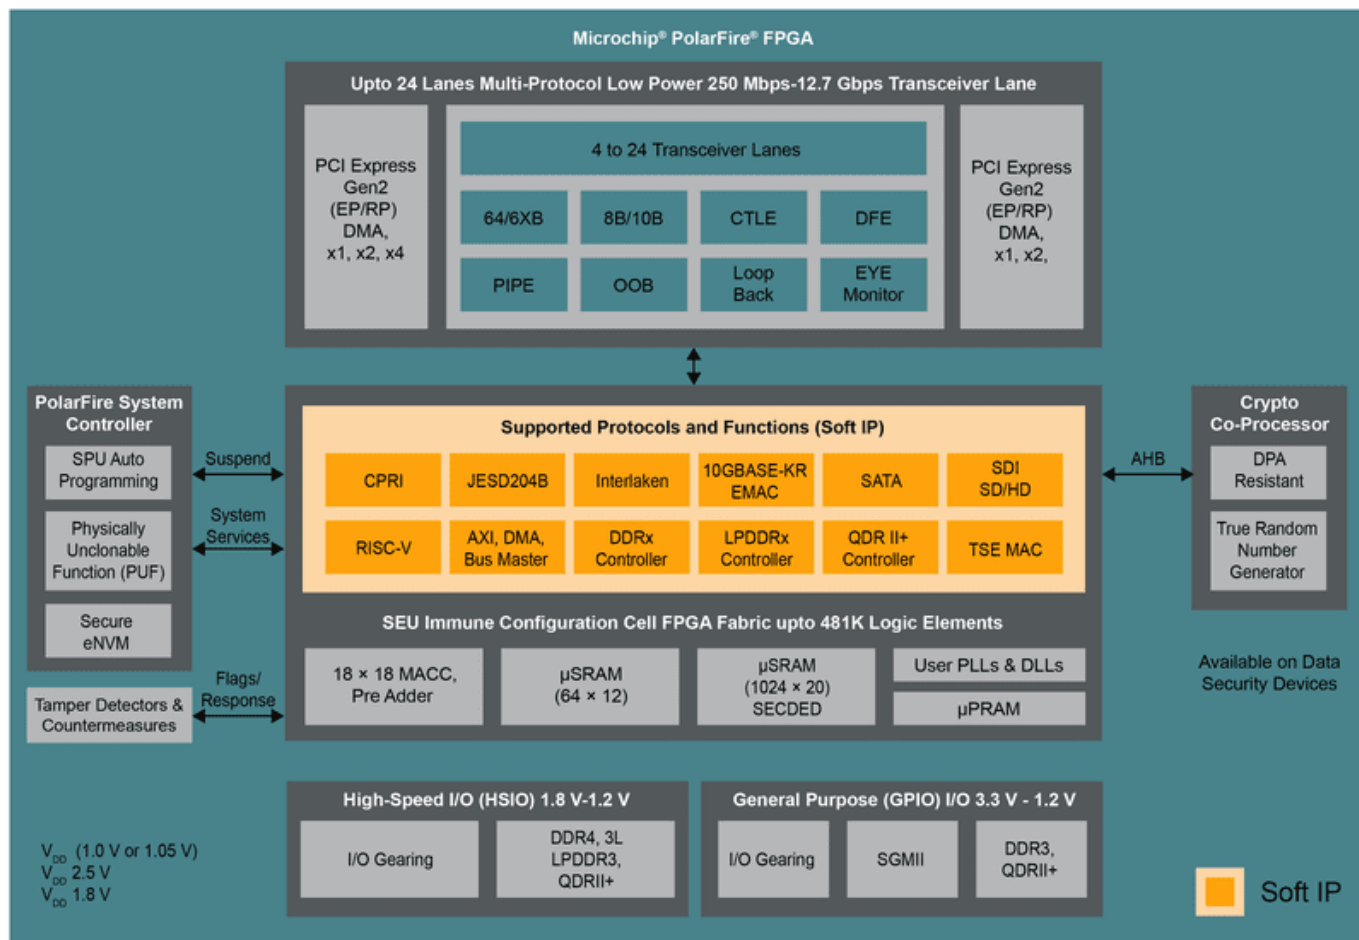 Microchip® PolarFire® FPGA
Upto 24 Lanes Multi-Protocol Low Power 250 Mbps-12.7 Gbps Transceiver Lane
PCI Express
Gen2
(EP/RP)
DMA,
x1, x2, x4
4 to 24 Transceiver Lanes
64/6XB
8B/10B
CTLE
DFE
PIPE
OOB
Loop
Back
EYE
Monitor
PCI Express
Gen2
(EP/RP)
DMA,
x1, x2,
PolarFire System
Controller
SPU Auto
Programming
Physically
Unclonable
Function (PUF)
Secure
eNVM
Tamper Detectors &
Countermeasures
Suspend
System
Services
Flags/
Response
Supported Protocols and Functions (Soft IP)
CPRI
JESD204B
Interlaken
10GBASE-KR
EMAC
SATA
SDI
SD/HD
RISC-V
AXI, DMA,
Bus Master
DDRx
Controller
LPDDRx
Controller
QDR II+
Controller
TSE MAC
SEU Immune Configuration Cell FPGA Fabric upto 481K Logic Elements
18 × 18 MACC,
Pre Adder
µSRAM
(64 × 12)
µSRAM
(1024 × 20)
SECDED
User PLLs & DLLs
µPRAM
AHB
Crypto
Co-Processor
DPA
Resistant
True Random
Number
Generator
Available on Data
Security Devices
High-Speed I/O (HSIO) 1.8 V-1.2 V
I/O Gearing
DDR4, 3L
LPDDR3,
QDRII+
General Purpose (GPIO) I/O 3.3 V - 1.2 V
I/O Gearing
SGMII
DDR3,
QDRII+
VDD (1.0 V or 1.05 V)
VDD 2.5 V
VDD 1.8 V
Soft IP